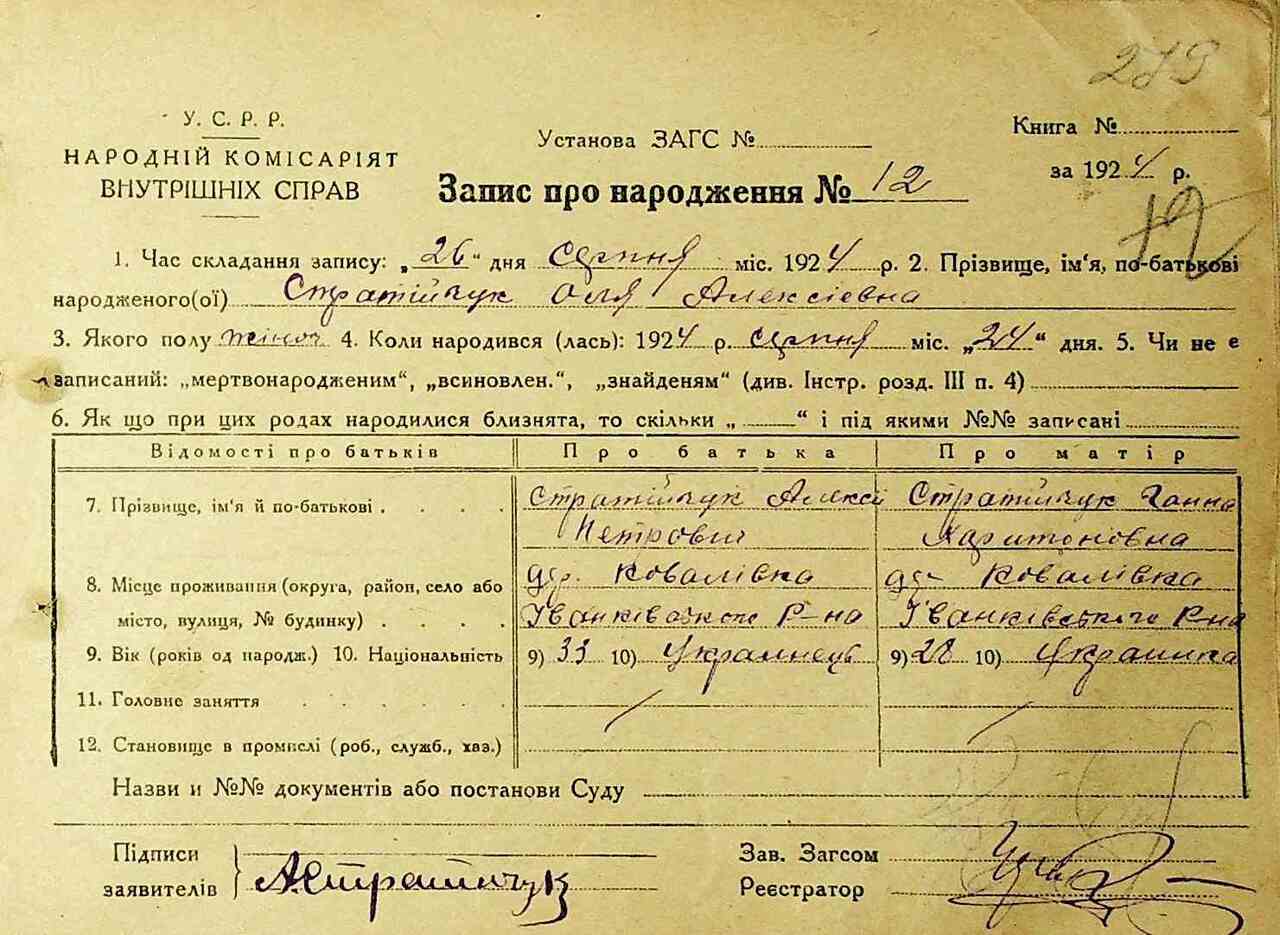 279
У. С. Р. Р.
НАРОДНІЙ КОМІСАРІЯТ
ВНУТРІШНІХ СПРАВ
Установа ЗАГС №
Книга №
за 1924 р.
Запис про народження № 12
12
1. Час складання запису: „26“ дня серпня міс. 1924 р. 2. Прізвище, ім‘я, по-батькові
народженого(ої) Стратійчук Оля Алексіевна
3. Якого полу жіноч 4. Коли народився (лась): 1924 р. серпня міс. „24“ дня. 5. Чи не є
записаний: „мертвонародженим“, „всиновлен.“, „знайденям“ (див. Інстр. розд. III п. 4)
6. Як що при цих родах народилися близнята, то скільки „ “ і під якими №№ записані
Відомості про батьків Про батька Про матір
7. Прізвище, ім‘я й по-батькові . . . . Стратійчук Алексій Стратійчук Ганна
Петрович Харитоновна
8. Місце проживання (округа, район, село або дер. Ковалівка дер. Ковалівка
місто, вулиця, № будинку) . . . . Іванківського Р-на Іванківського Р-на
9. Вік (років од народж.) 10. Національність 9) 33 10) Украинець 9) 28 10) Украинка
11. Головне заняття
12. Становище в промислі (роб., служб., хаз.)
Назви и №№ документів або постанови Суду
Підписи
заявителів
АСтратійчук
Зав. Загсом
Реєстратор